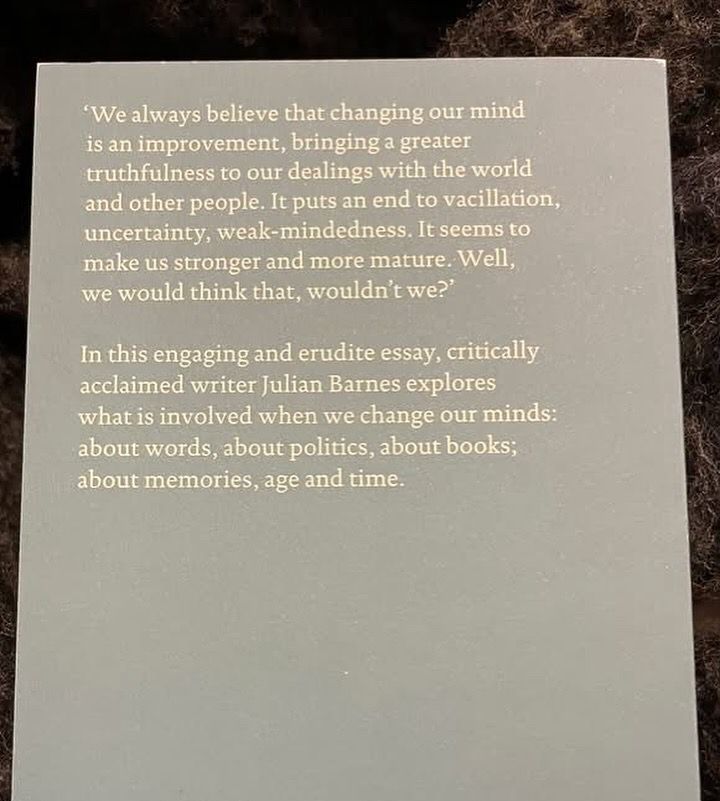 ‘We always believe that changing our mind
is an improvement, bringing a greater
truthfulness to our dealings with the world
and other people. It puts an end to vacillation,
uncertainty, weak-mindedness. It seems to
make us stronger and more mature. Well,
we would think that, wouldn’t we?’
In this engaging and erudite essay, critically
acclaimed writer Julian Barnes explores
what is involved when we change our minds:
about words, about politics, about books;
about memories, age and time.